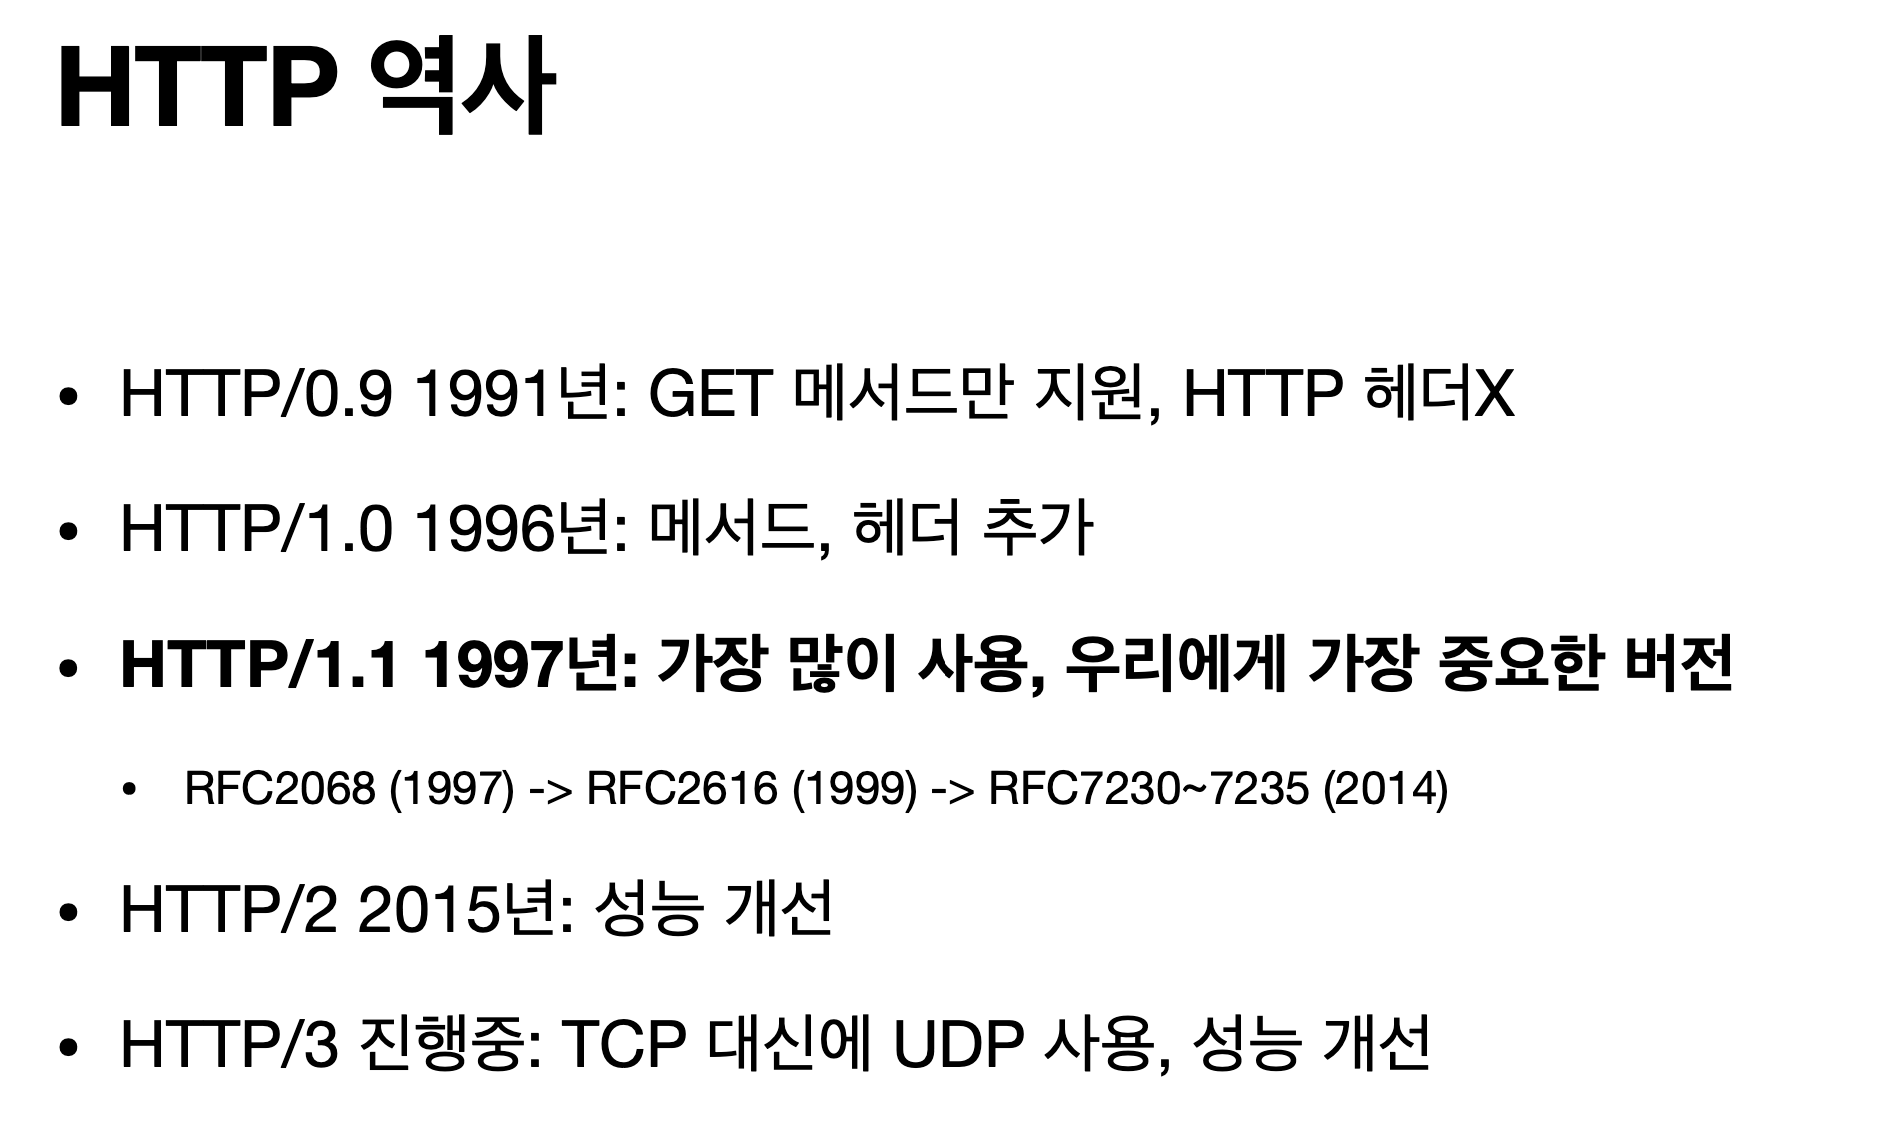 HTTP 역사
• HTTP/0.9 1991년: GET 메서드만 지원, HTTP 헤더X
• HTTP/1.0 1996년: 메서드, 헤더 추가
• HTTP/1.1 1997년: 가장 많이 사용, 우리에게 가장 중요한 버전
• RFC2068 (1997) -> RFC2616 (1999) -> RFC7230~7235 (2014)
• HTTP/2 2015년: 성능 개선
• HTTP/3 진행중: TCP 대신에 UDP 사용, 성능 개선